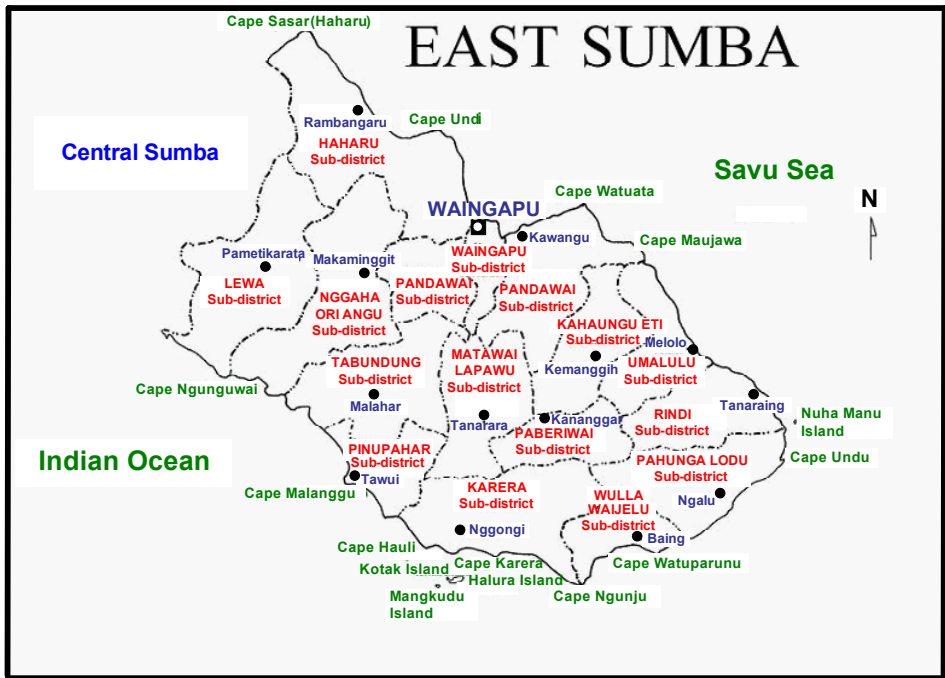 Cape Sasar(Haharu)
EAST SUMBA
Rambangaru
Cape Undi
HAHARU
Sub-district
Central Sumba
Savu Sea
Cape Watuata
N
WAINGAPU
Kawangu
Cape Maujawa
Pametikarata
Makaminggit
WAINGAPU
Sub-district
LEWA
Sub-district
NGGAHA
ORI ANGU
Sub-district
PANDAWAI
Sub-district
PANDAWAI
Sub-district
KAHAUNGU ETI
Sub-district
Melolo
TABUNDUNG
Sub-district
MATAWAI
LAPAWU
Sub-district
Kemanggih
UMALULU
Sub-district
Cape Ngunguwai
Malahar
Tanarara
Kananggar
Tanaraing
Nuha Manu
Island
RINDI
Sub-district
PABERIWAI
Sub-district
Indian Ocean
PINUPAHAR
Sub-district
Tawui
Cape Undu
PAHUNGA LODU
Sub-district
Cape Malanggu
KARERA
Sub-district
WULLA
WAIJELU
Sub-district
Ngalu
Nggongi
Baing
Cape Hauli
Kotak Island
Cape Karera
Halura Island
Cape Watuparunu
Mangkudu
Island
Cape Ngunju